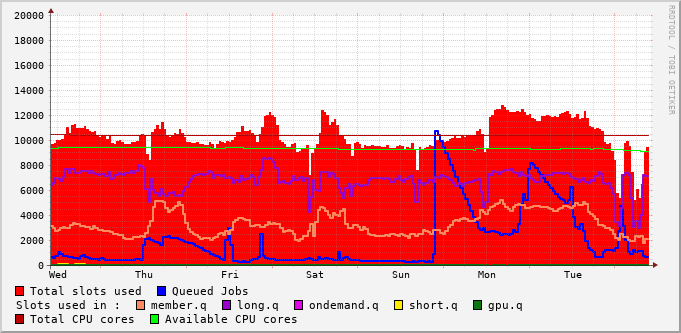 RRDTOOL / TOBI OETIKER
20000
18000
16000
14000
12000
10000
8000
6000
4000
2000
0
Wed Thu Fri Sat Sun Mon Tue
Total slots used Queued Jobs
Slots used in : member.q long.q ondemand.q short.q gpu.q
Total CPU cores Available CPU cores